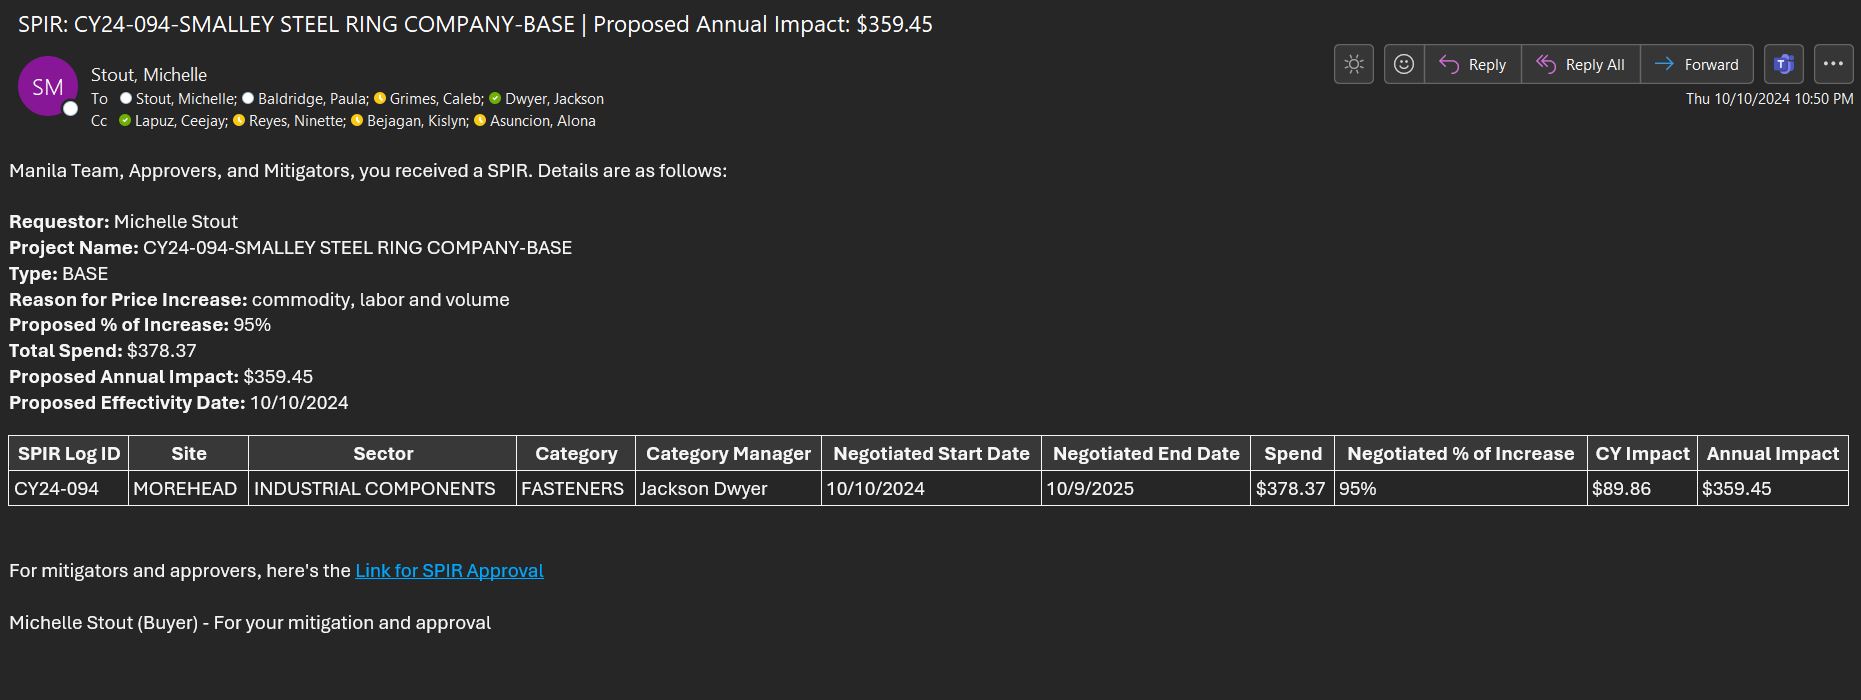 SPIR: CY24-094-SMALLEY STEEL RING COMPANY-BASE | Proposed Annual Impact: $359.45
SM
Stout, Michelle
To Stout, Michelle; Baldridge, Paula; Grimes, Caleb; Dwyer, Jackson
Cc Lapuz, Ceejay; Reyes, Ninette; Bejagan, Kislyn; Asuncion, Alona
Reply Reply All Forward
Thu 10/10/2024 10:50 PM
Manila Team, Approvers, and Mitigators, you received a SPIR. Details are as follows:
Requestor: Michelle Stout
Project Name: CY24-094-SMALLEY STEEL RING COMPANY-BASE
Type: BASE
Reason for Price Increase: commodity, labor and volume
Proposed % of Increase: 95%
Total Spend: $378.37
Proposed Annual Impact: $359.45
Proposed Effectivity Date: 10/10/2024
SPIR Log ID Site Sector Category Category Manager Negotiated Start Date Negotiated End Date Spend Negotiated % of Increase CY Impact Annual Impact
CY24-094 MOREHEAD INDUSTRIAL COMPONENTS FASTENERS Jackson Dwyer 10/10/2024 10/9/2025 $378.37 95% $89.86 $359.45
For mitigators and approvers, here's the Link for SPIR Approval
Michelle Stout (Buyer) - For your mitigation and approval